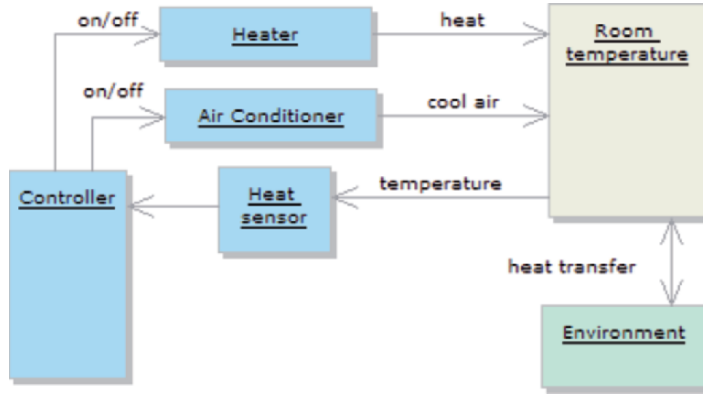 on/off
Heater
heat
Room
temperature
on/off
Air Conditioner
cool air
Controller
Heat
sensor
temperature
heat transfer
Environment